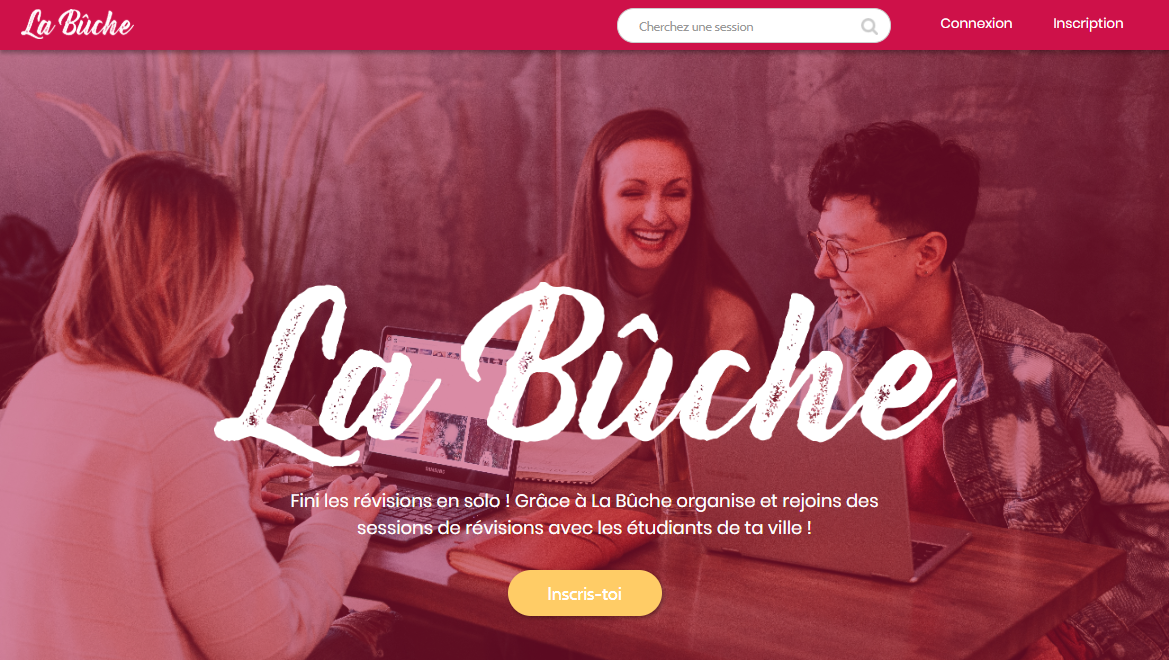 La Bûche
Cherchez une session
Connexion
Inscription
La Bûche
SAMSUNG
Fini les révisions en solo ! Grâce à La Bûche organise et rejoins des
sessions de révisions avec les étudiants de ta ville !
Inscris-toi